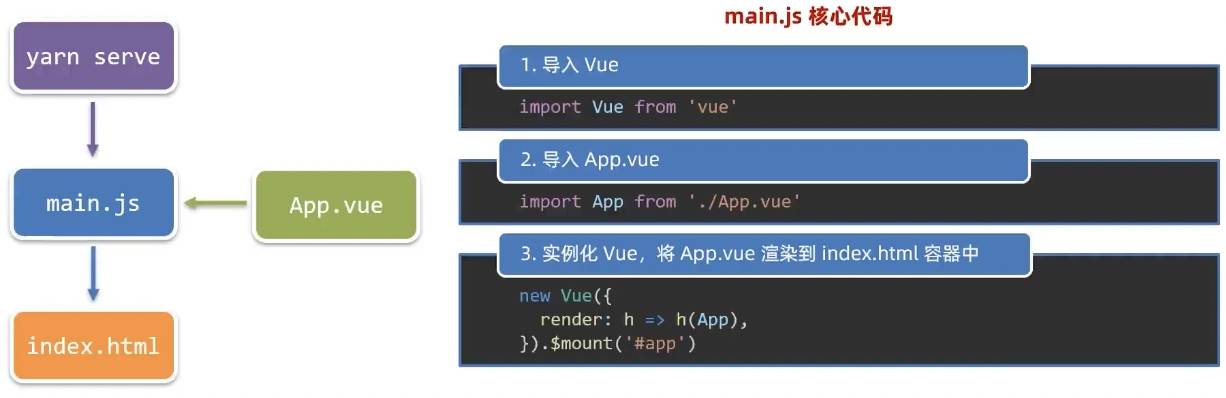 main.js 核心代码
yarn serve
main.js
App.vue
index.html
1. 导入 Vue
import Vue from 'vue'
2. 导入 App.vue
import App from './App.vue'
3. 实例化 Vue，将 App.vue 渲染到 index.html 容器中
new Vue({
  render: h => h(App),
}).$mount('#app')